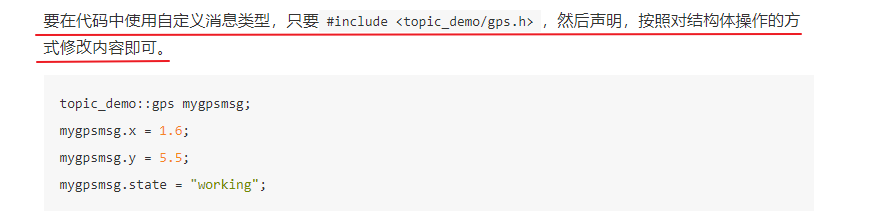 要在代码中使用自定义消息类型，只要 #include <topic_demo/gps.h> ，然后声明，按照对结构体操作的方
式修改内容即可。
topic_demo::gps mygpsmsg;
mygpsmsg.x = 1.6;
mygpsmsg.y = 5.5;
mygpsmsg.state = "working";